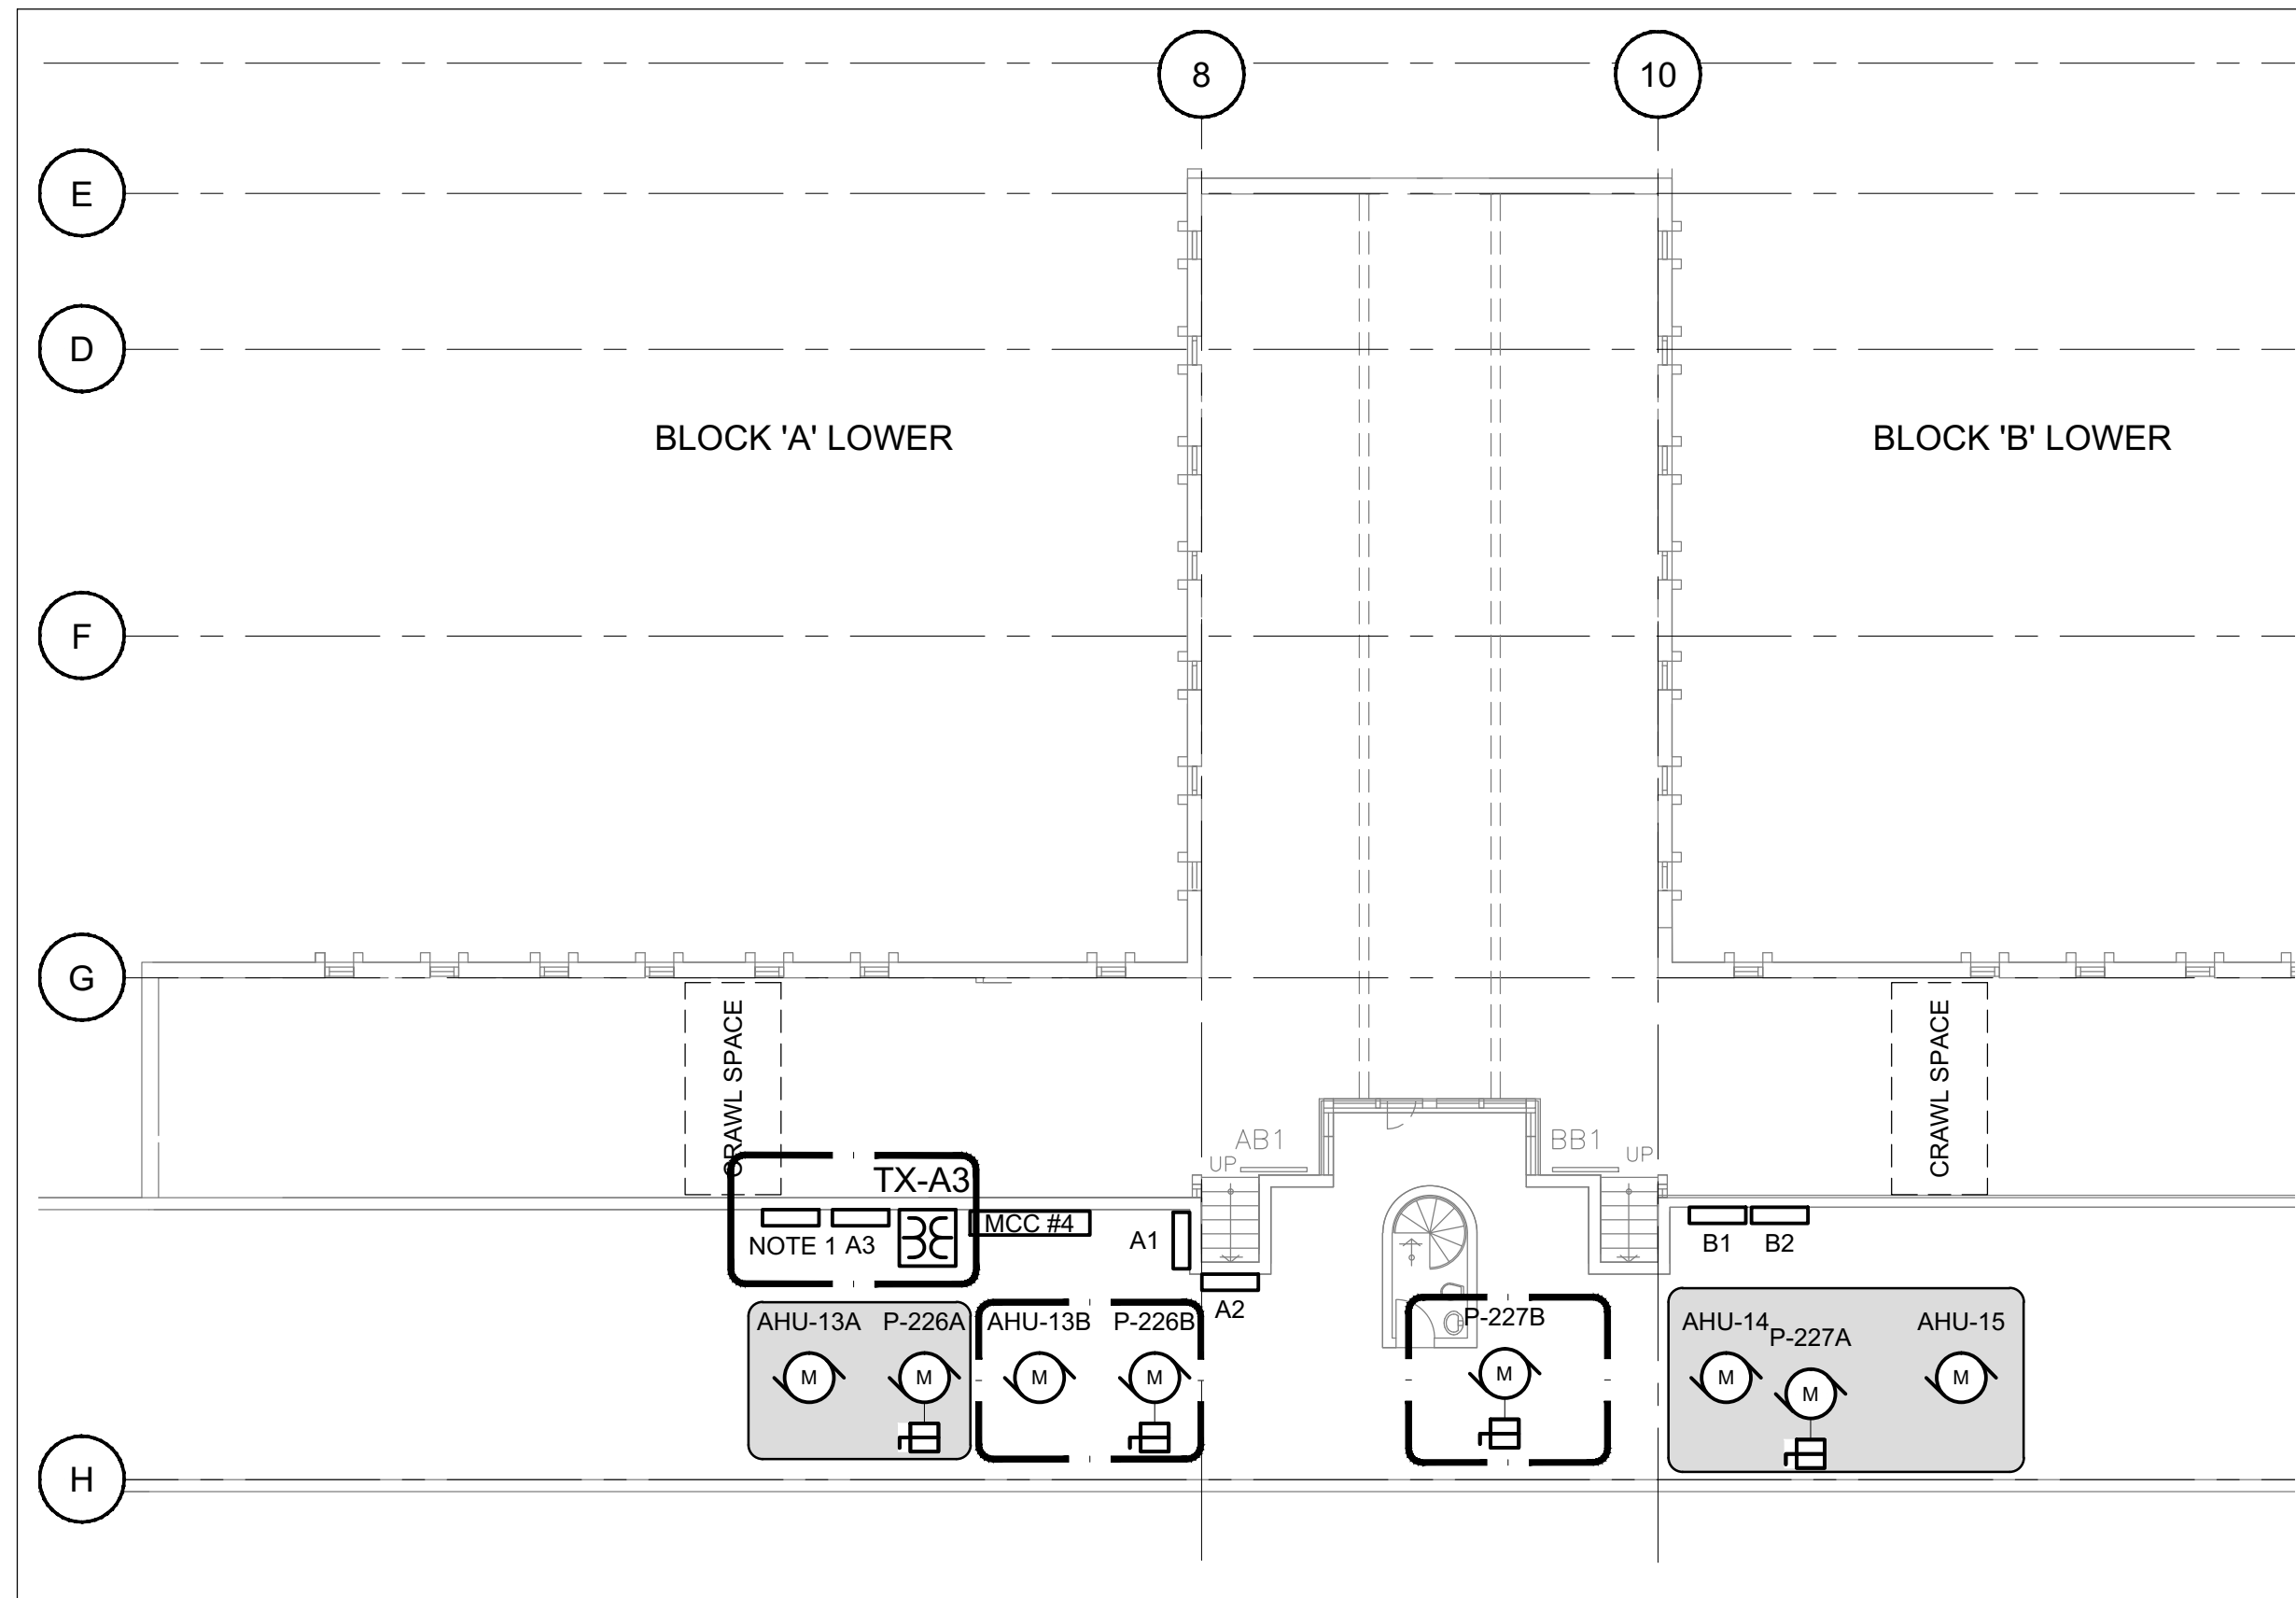 8
10
E
D
BLOCK 'A' LOWER
BLOCK 'B' LOWER
F
G
CRAWL SPACE
CRAWL SPACE
AB1
BB1
UP
UP
TX-A3
MCC #4
NOTE 1
A3
A1
B1
B2
A2
AHU-13A
P-226A
AHU-13B
P-226B
P-227B
AHU-14
P-227A
AHU-15
M
M
M
M
M
M
M
M
H